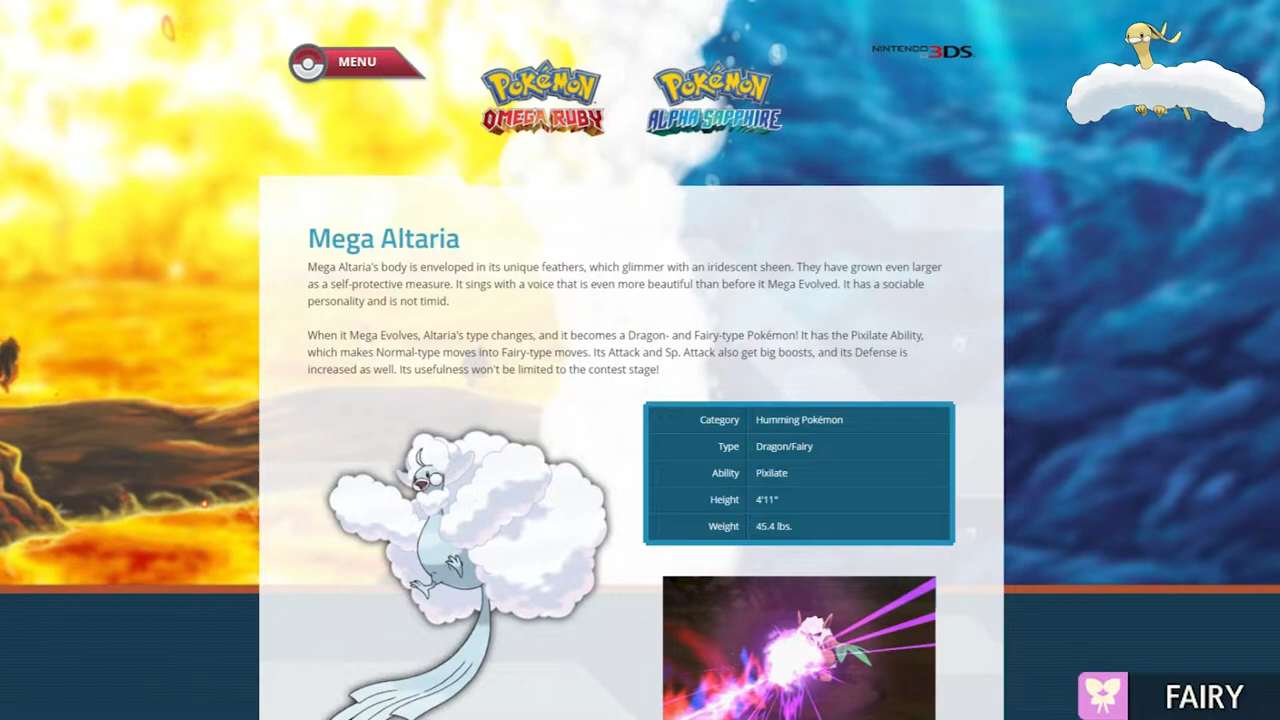 MENU
POKéMON
OMEGA RUBY
POKéMON
ALPHA SAPPHIRE
NINTENDO 3DS
Mega Altaria
Mega Altaria's body is enveloped in its unique feathers, which glimmer with an iridescent sheen. They have grown even larger
as a self-protective measure. It sings with a voice that is even more beautiful than before it Mega Evolved. It has a sociable
personality and is not timid.
When it Mega Evolves, Altaria's type changes, and it becomes a Dragon- and Fairy-type Pokémon! It has the Pixilate Ability,
which makes Normal-type moves into Fairy-type moves. Its Attack and Sp. Attack also get big boosts, and its Defense is
increased as well. Its usefulness won't be limited to the contest stage!
Category Humming Pokémon
Type Dragon/Fairy
Ability Pixilate
Height 4'11"
Weight 45.4 lbs.
FAIRY